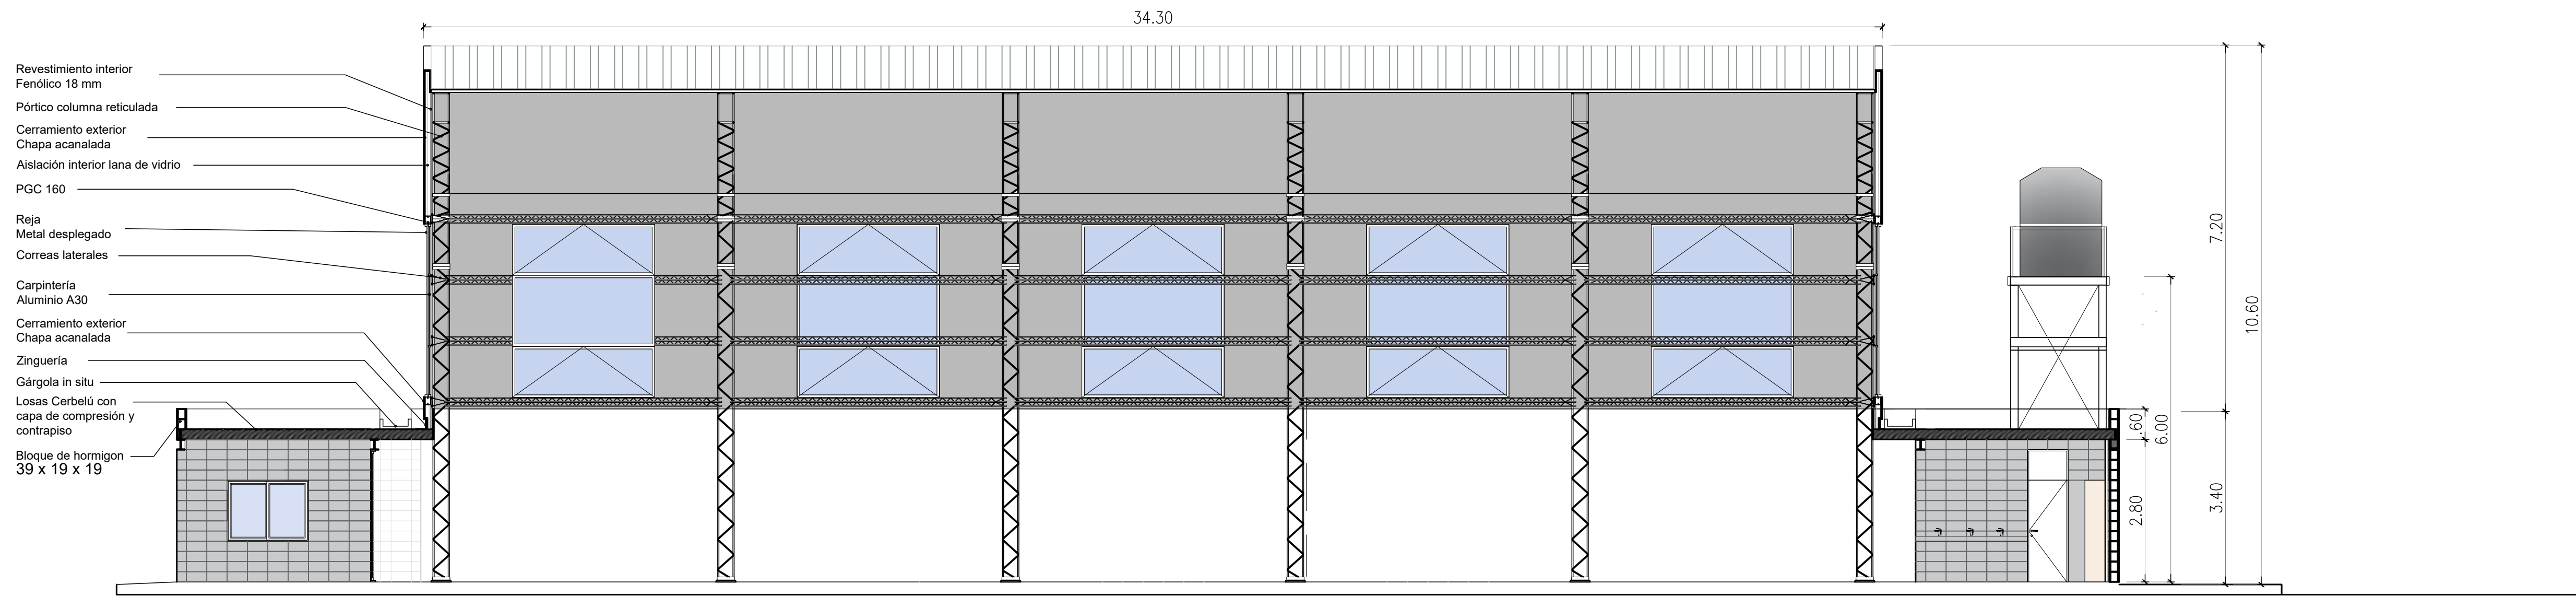 34.30
Revestimiento interior
Fenólico 18 mm
Pórtico columna reticulada
Cerramiento exterior
Chapa acanalada
Aislación interior lana de vidrio
PGC 160
Reja
Metal desplegado
Correas laterales
Carpintería
Aluminio A30
Cerramiento exterior
Chapa acanalada
Zinguería
Gárgola in situ
Losas Cerbelú con
capa de compresión y
contrapiso
Bloque de hormigon
39 x 19 x 19
.60
2.80
6.00
7.20
3.40
10.60